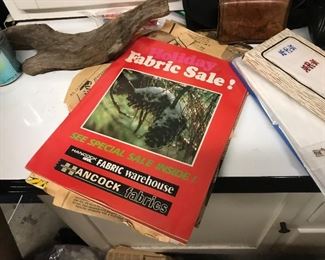 Holiday
Fabric Sale!
SEE SPECIAL SALE INSIDE!
HANCOCK
FABRIC warehouse
HANCOCK
fabrics